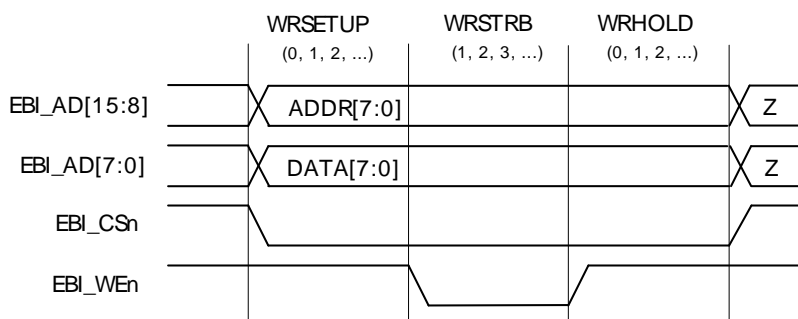 WRSETUP WRSTRB WRHOLD
(0, 1, 2, ...) (1, 2, 3, ...) (0, 1, 2, ...)
EBI_AD[15:8] ADDR[7:0] Z
EBI_AD[7:0] DATA[7:0] Z
EBI_CSn
EBI_WEn